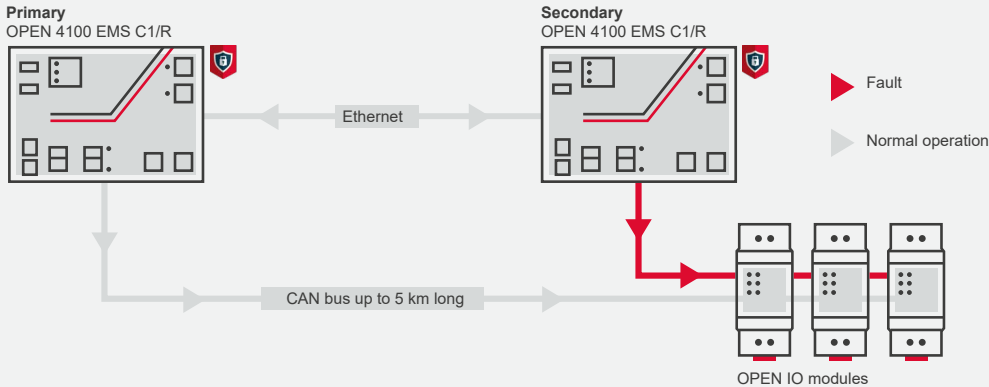 Primary
OPEN 4100 EMS C1/R
Secondary
OPEN 4100 EMS C1/R
Fault
Ethernet
Normal operation
CAN bus up to 5 km long
OPEN IO modules